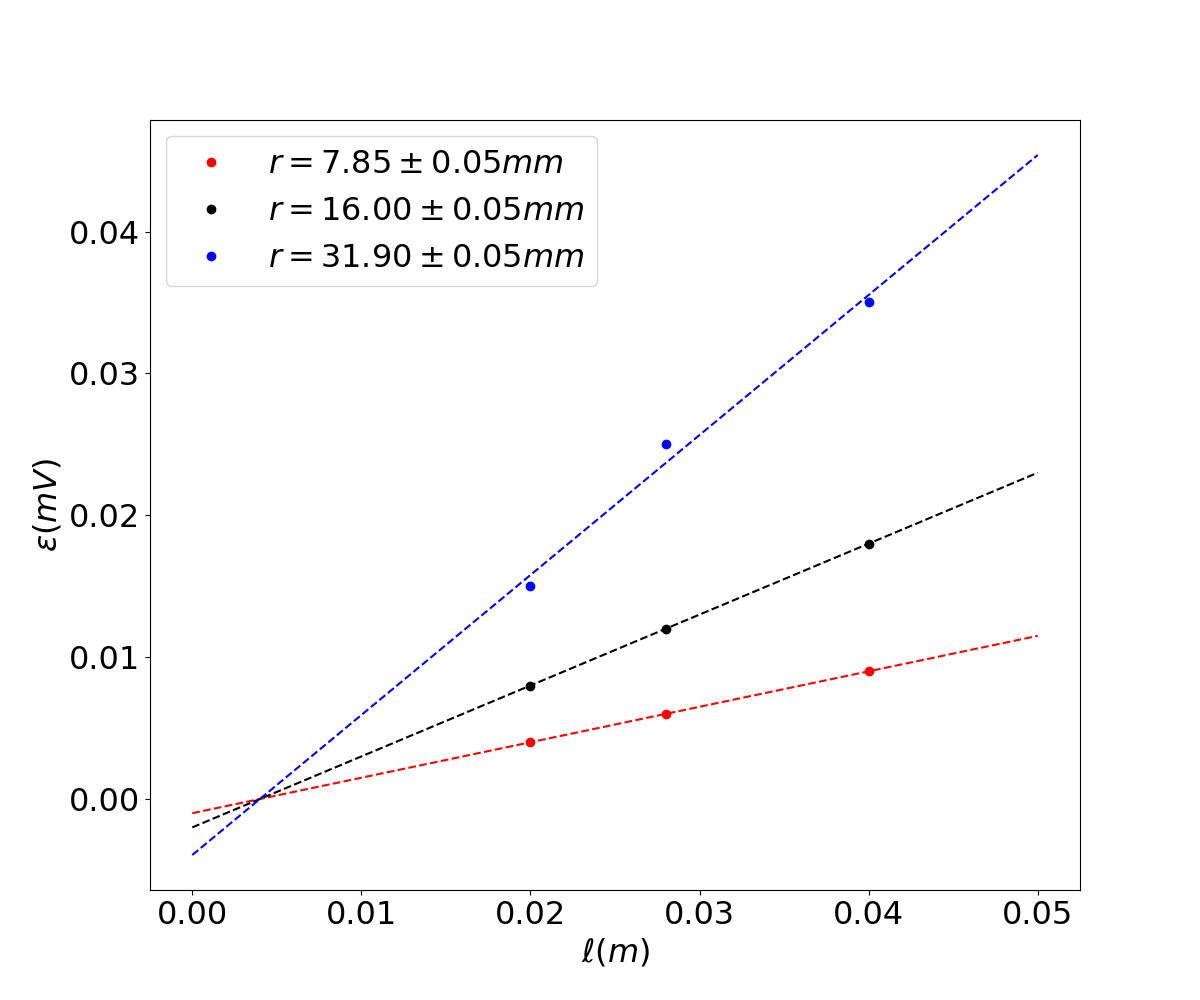 r = 7.85 ± 0.05mm
r = 16.00 ± 0.05mm
r = 31.90 ± 0.05mm
0.04
0.03
0.02
0.01
0.00
ε(mV)
0.00 0.01 0.02 0.03 0.04 0.05
ℓ(m)